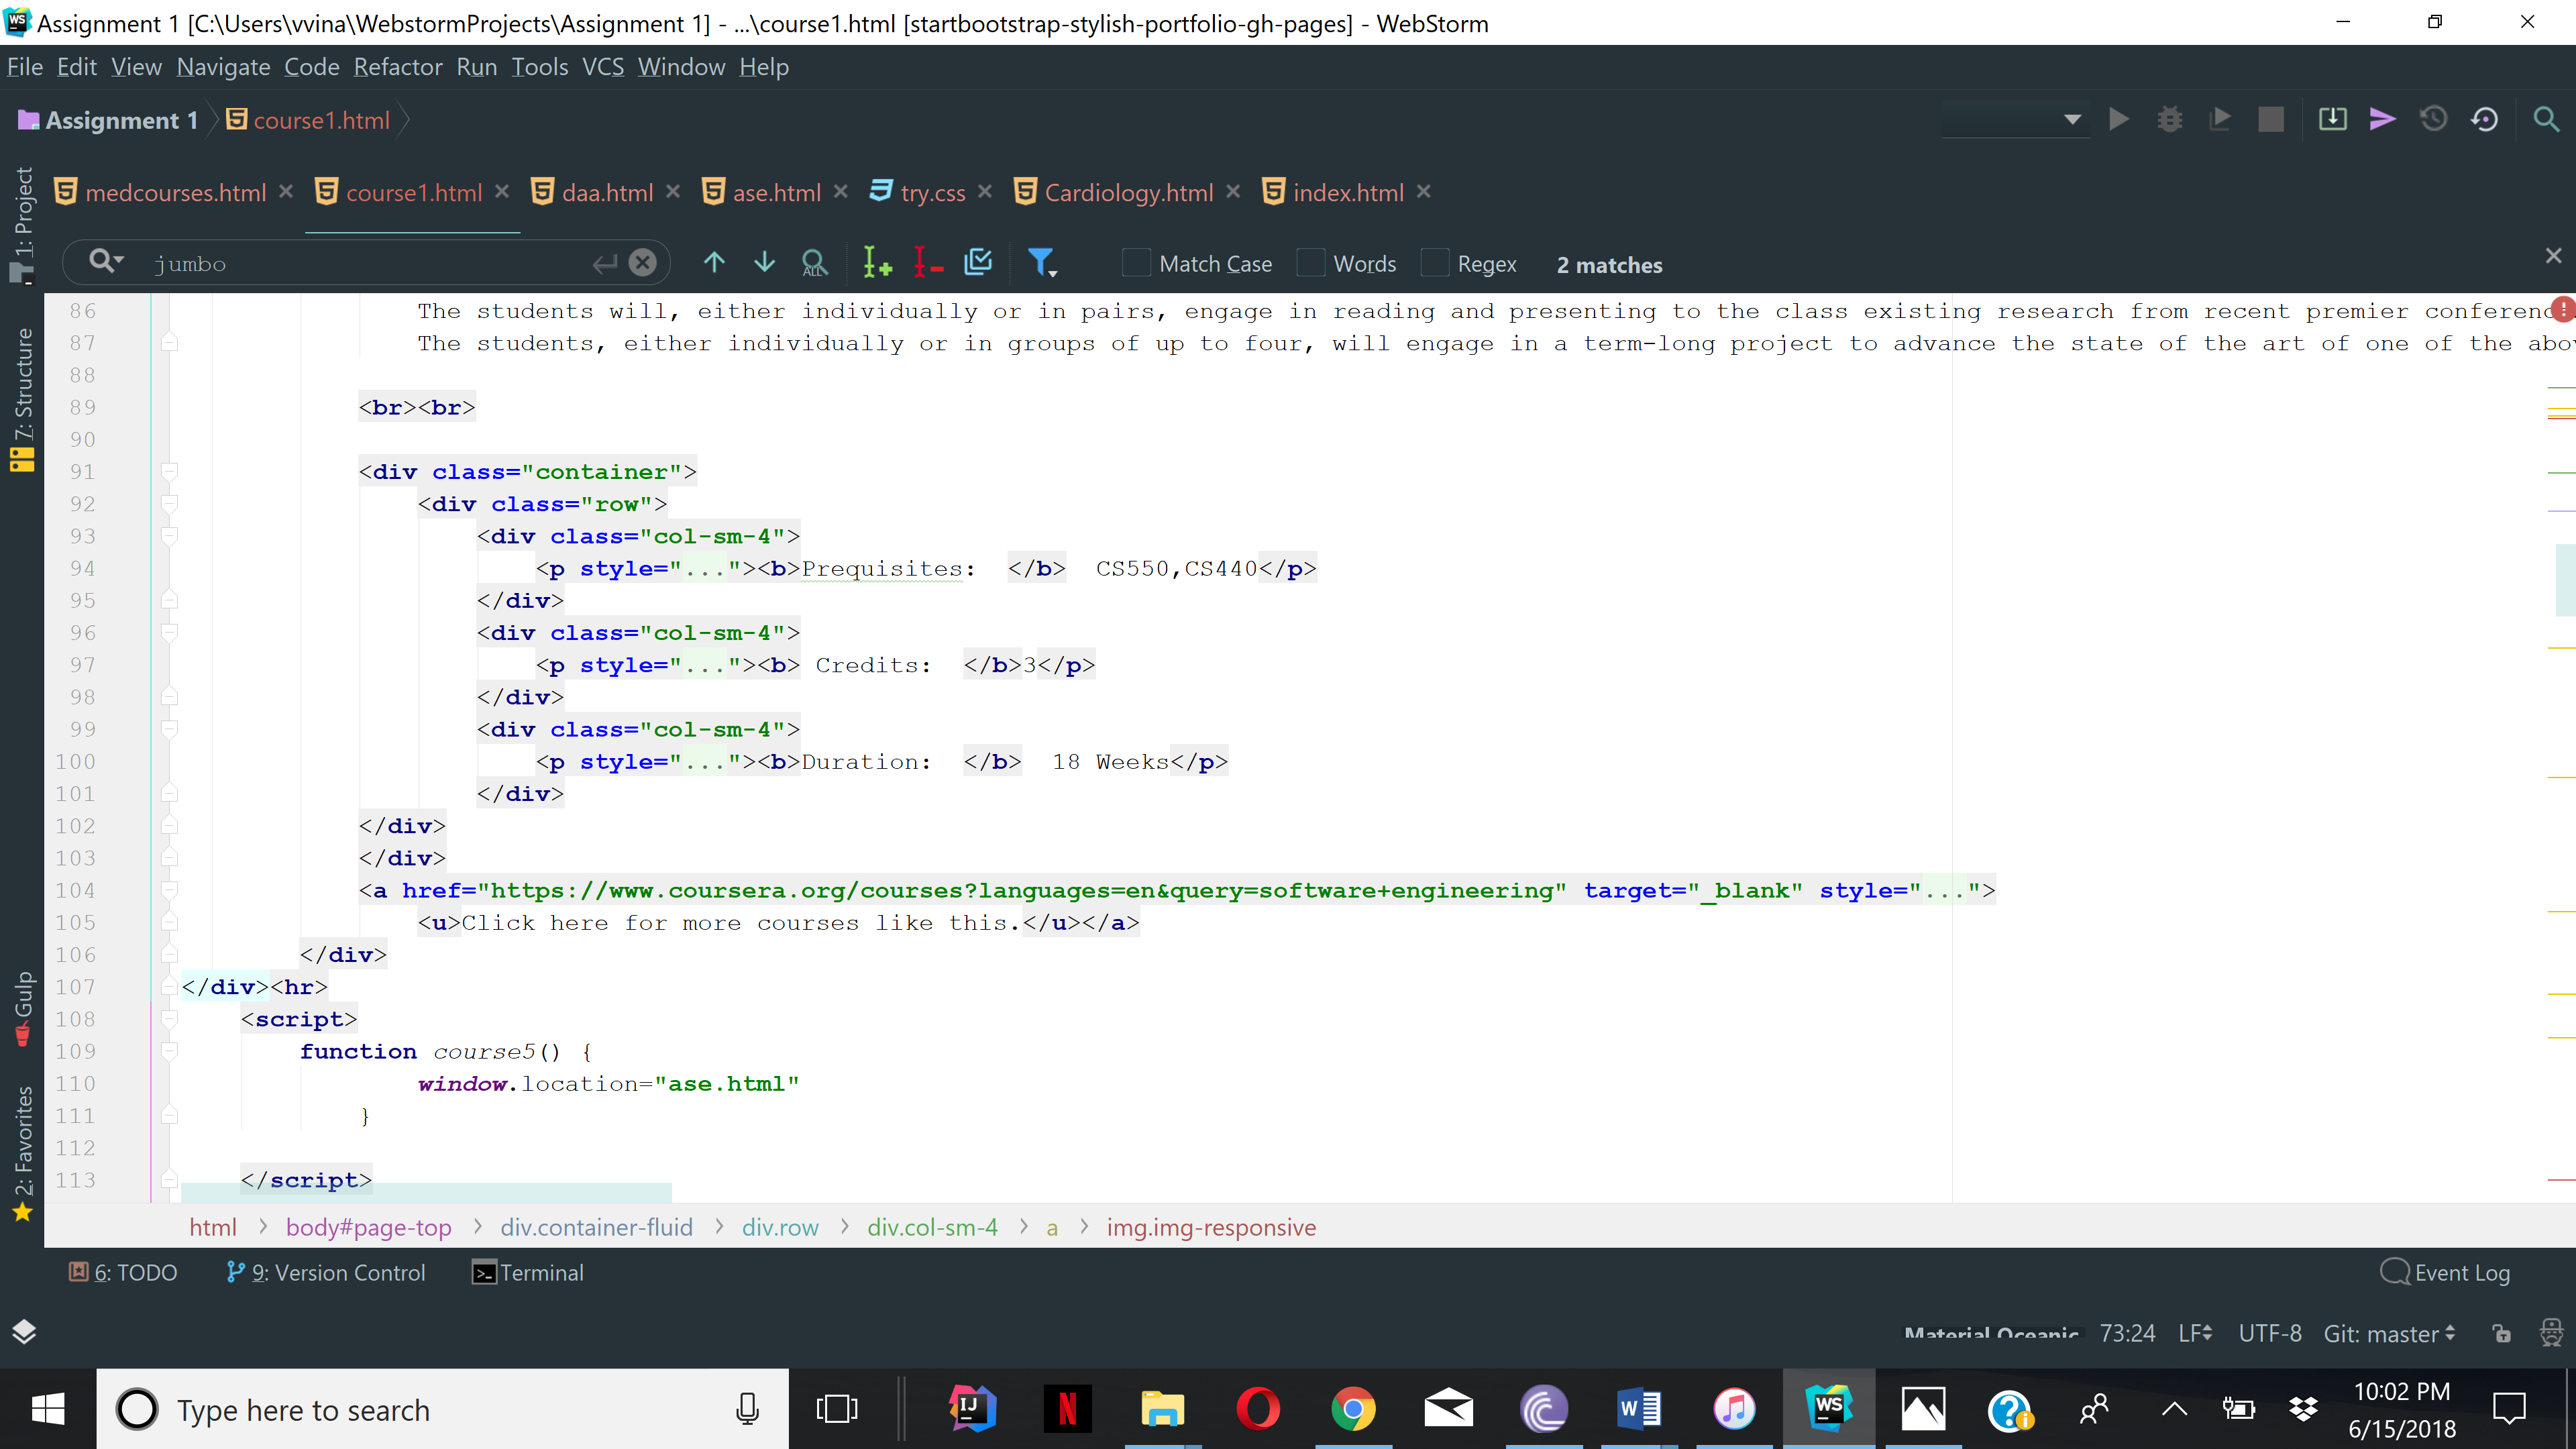 Assignment 1 [C:\Users\vvina\WebstormProjects\Assignment 1] - ...\course1.html [startbootstrap-stylish-portfolio-gh-pages] - WebStorm
File Edit View Navigate Code Refactor Run Tools VCS Window Help
Assignment 1 course1.html
medcourses.html course1.html daa.html ase.html try.css Cardiology.html index.html
jumbo ALL Match Case Words Regex 2 matches
1: Project
7: Structure
Gulp
2: Favorites
86 The students will, either individually or in pairs, engage in reading and presenting to the class existing research from recent premier conferenc
87 The students, either individually or in groups of up to four, will engage in a term-long project to advance the state of the art of one of the abov
88
89 <br><br>
90
91 <div class="container">
92 <div class="row">
93 <div class="col-sm-4">
94 <p style="..."><b>Prequisites:  </b>  CS550,CS440</p>
95 </div>
96 <div class="col-sm-4">
97 <p style="..."><b> Credits:  </b>3</p>
98 </div>
99 <div class="col-sm-4">
100 <p style="..."><b>Duration:  </b>  18 Weeks</p>
101 </div>
102 </div>
103 </div>
104 <a href="https://www.coursera.org/courses?languages=en&query=software+engineering" target="_blank" style="...">
105 <u>Click here for more courses like this.</u></a>
106 </div>
107 </div><hr>
108 <script>
109 function course5() {
110 window.location="ase.html"
111 }
112
113 </script>
html body#page-top div.container-fluid div.row div.col-sm-4 a img.img-responsive
6: TODO 9: Version Control Terminal Event Log
Material Oceanic 73:24 LF UTF-8 Git: master
Type here to search
IJ N W WS
10:02 PM
6/15/2018